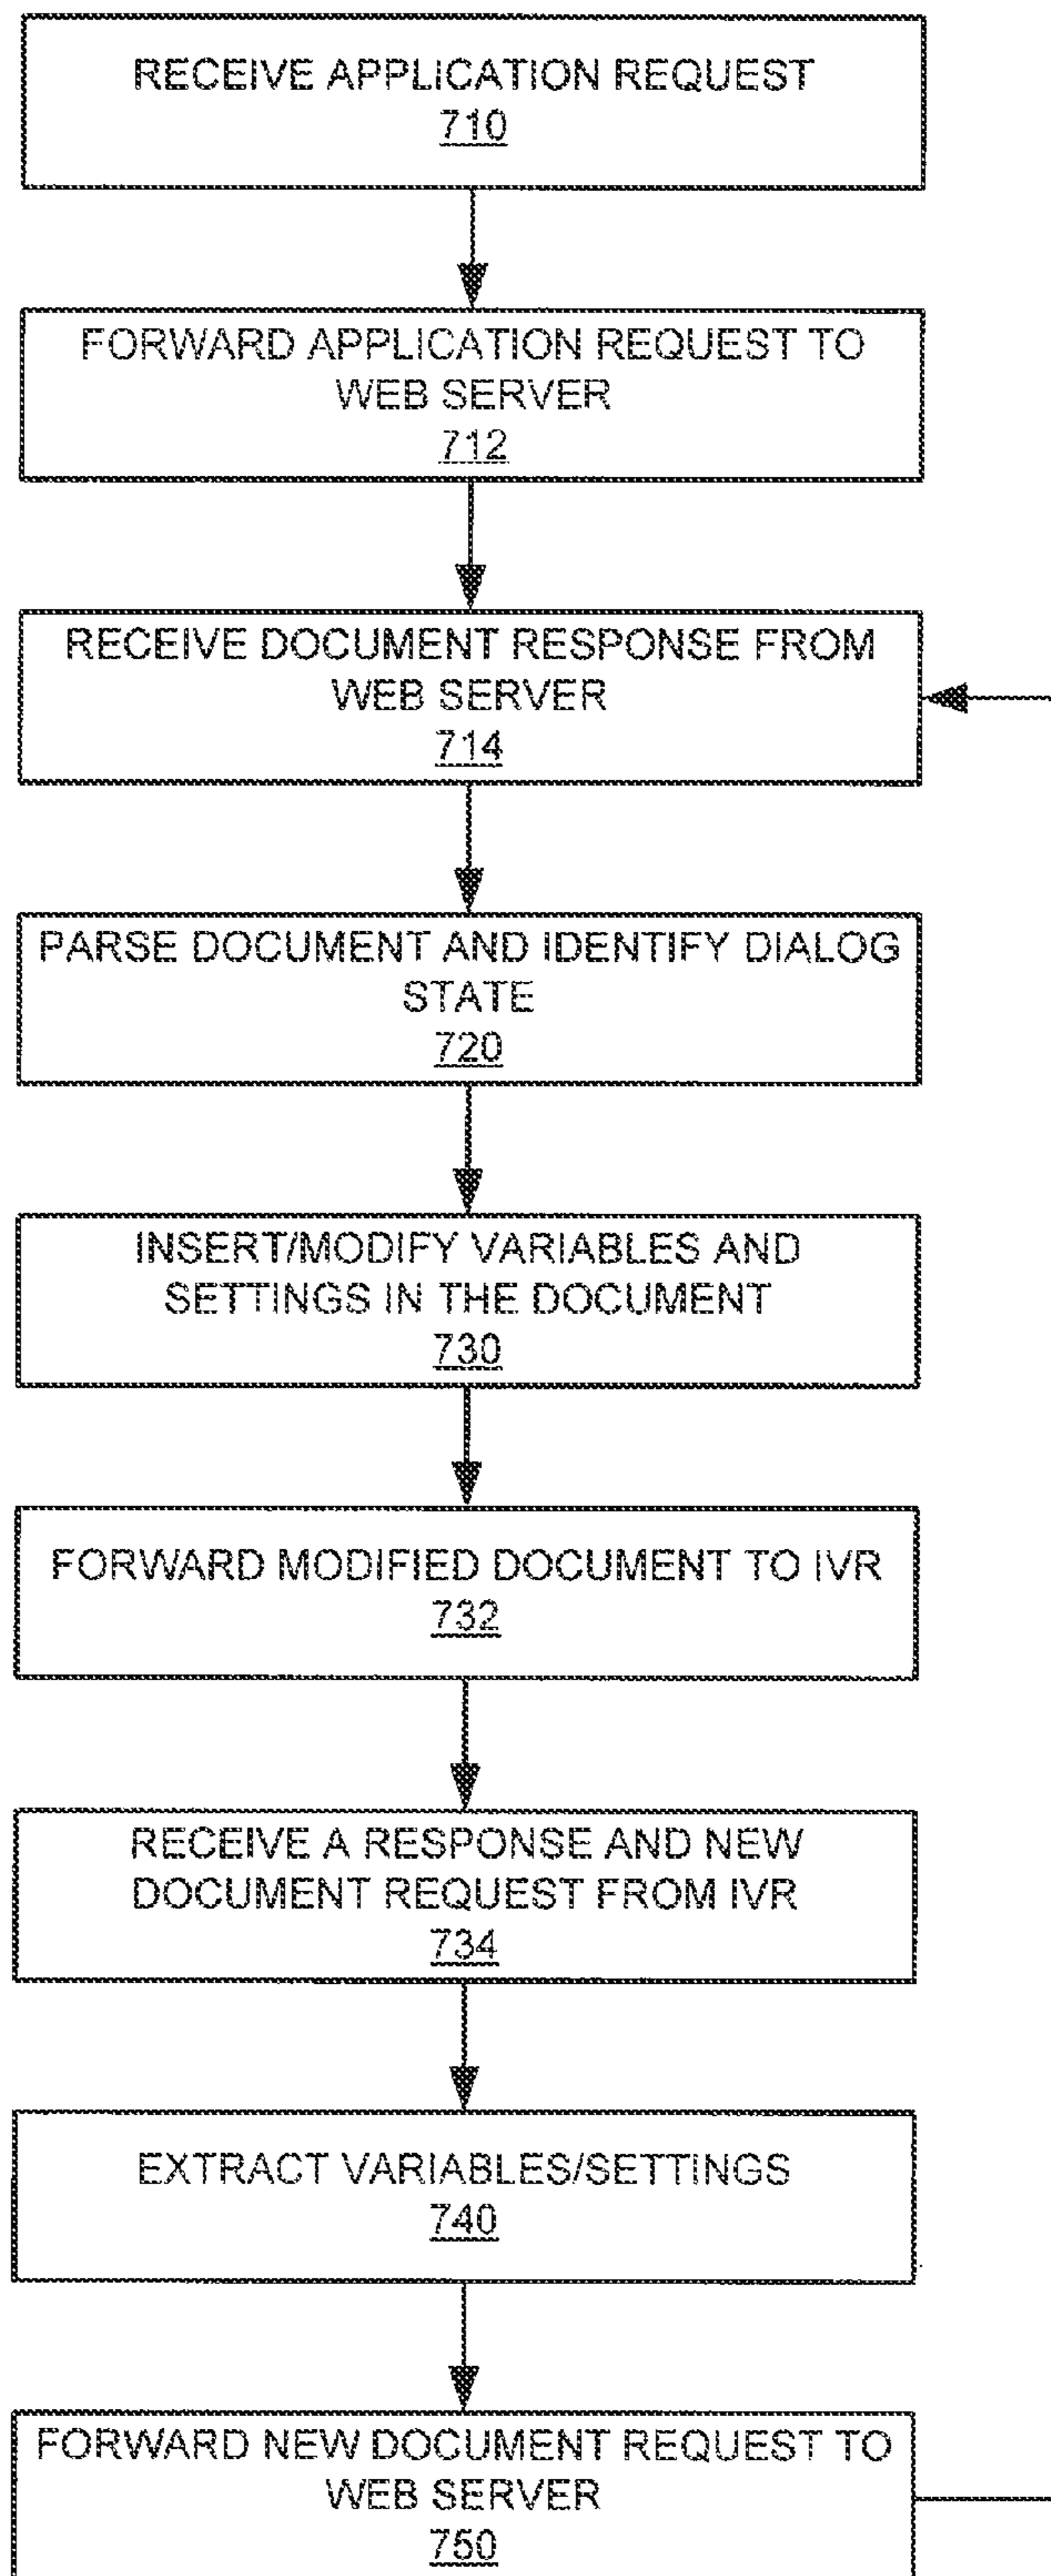 RECEIVE APPLICATION REQUEST
710
FORWARD APPLICATION REQUEST TO
WEB SERVER
712
RECEIVE DOCUMENT RESPONSE FROM
WEB SERVER
714
PARSE DOCUMENT AND IDENTIFY DIALOG
STATE
720
INSERT/MODIFY VARIABLES AND
SETTINGS IN THE DOCUMENT
730
FORWARD MODIFIED DOCUMENT TO IVR
732
RECEIVE A RESPONSE AND NEW
DOCUMENT REQUEST FROM IVR
734
EXTRACT VARIABLES/SETTINGS
740
FORWARD NEW DOCUMENT REQUEST TO
WEB SERVER
750